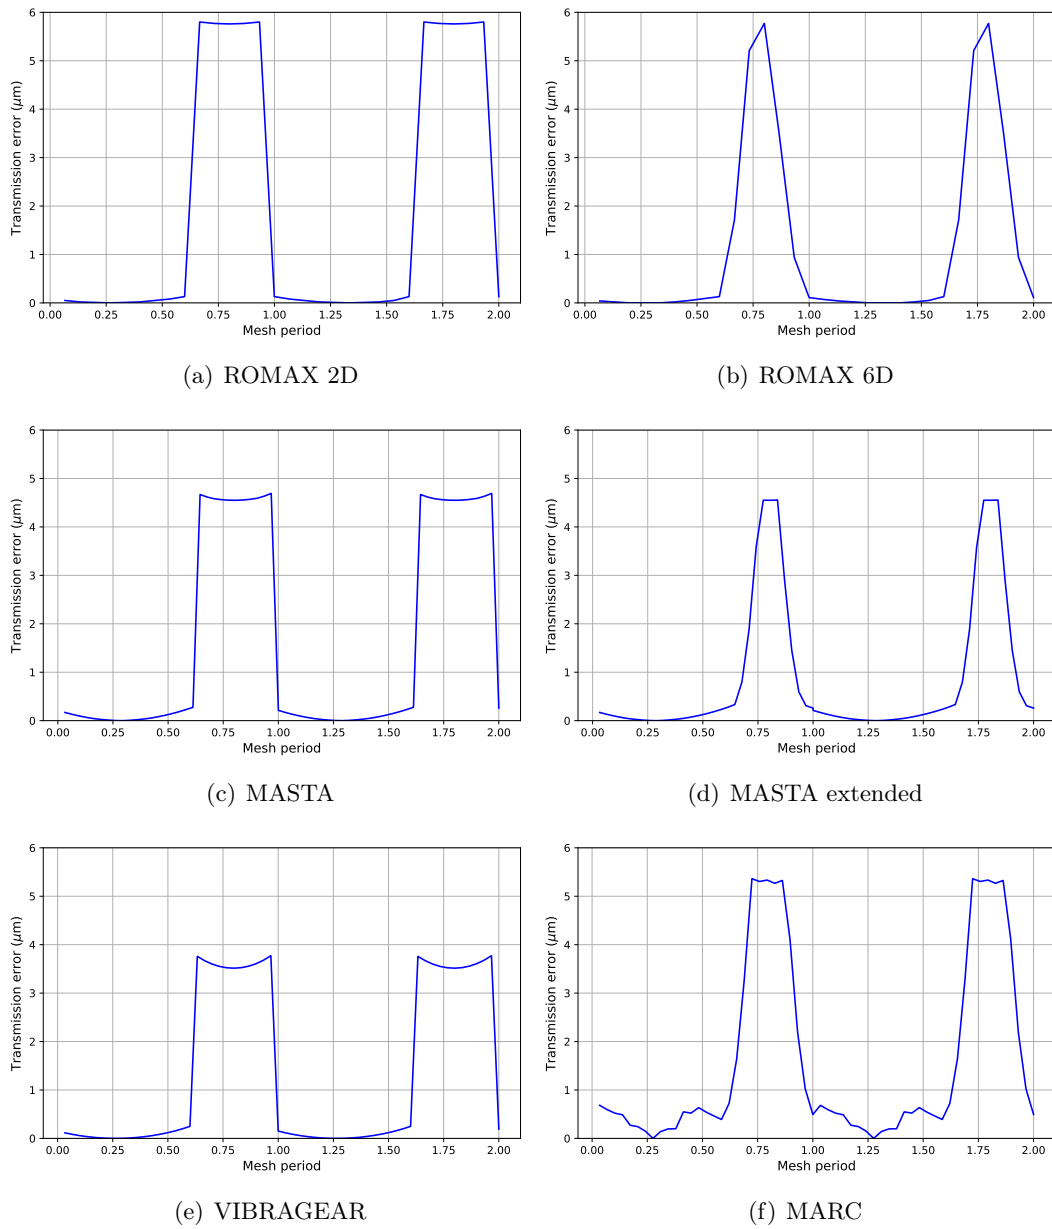 6
5
4
3
2
1
0
Transmission error (μm)
0.00 0.25 0.50 0.75 1.00 1.25 1.50 1.75 2.00
Mesh period
(a) ROMAX 2D
6
5
4
3
2
1
0
Transmission error (μm)
0.00 0.25 0.50 0.75 1.00 1.25 1.50 1.75 2.00
Mesh period
(b) ROMAX 6D
6
5
4
3
2
1
0
Transmission error (μm)
0.00 0.25 0.50 0.75 1.00 1.25 1.50 1.75 2.00
Mesh period
(c) MASTA
6
5
4
3
2
1
0
Transmission error (μm)
0.00 0.25 0.50 0.75 1.00 1.25 1.50 1.75 2.00
Mesh period
(d) MASTA extended
6
5
4
3
2
1
0
Transmission error (μm)
0.00 0.25 0.50 0.75 1.00 1.25 1.50 1.75 2.00
Mesh period
(e) VIBRAGEAR
6
5
4
3
2
1
0
Transmission error (μm)
0.00 0.25 0.50 0.75 1.00 1.25 1.50 1.75 2.00
Mesh period
(f) MARC